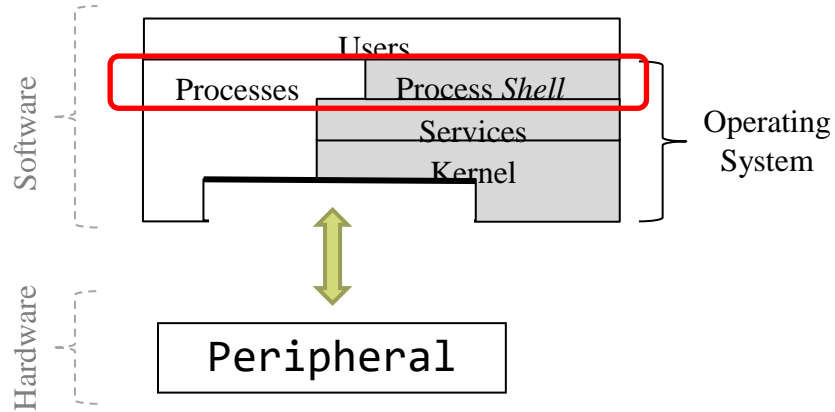 Software
Users
Processes
Process Shell
Services
Kernel
Operating
System
Hardware
Peripheral